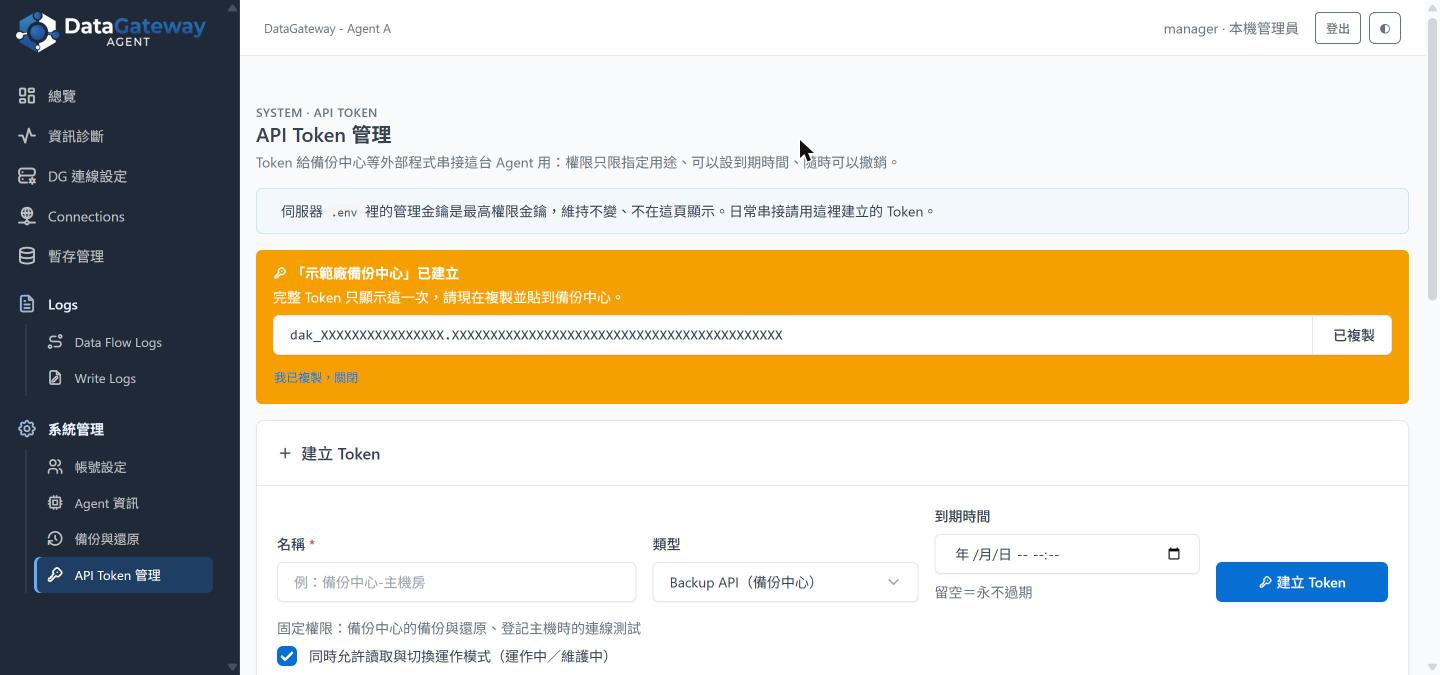 DataGateway
AGENT
總覽
資訊診斷
DG 連線設定
Connections
暫存管理
Logs
Data Flow Logs
Write Logs
系統管理
帳號設定
Agent 資訊
備份與還原
API Token 管理
DataGateway - Agent A
manager · 本機管理員
登出
SYSTEM · API TOKEN
API Token 管理
Token 給備份中心等外部程式串接這台 Agent 用：權限只限指定用途、可以設到期時間、隨時可以撤銷。
伺服器 .env 裡的管理金鑰是最高權限金鑰，維持不變、不在這頁顯示。日常串接請用這裡建立的 Token。
「示範廠備份中心」已建立
完整 Token 只顯示這一次，請現在複製並貼到備份中心。
dak_XXXXXXXXXXXXXXXX.XXXXXXXXXXXXXXXXXXXXXXXXXXXXXXXXXXXXXXXXXXX
已複製
我已複製，關閉
+ 建立 Token
名稱 *
例：備份中心-主機房
類型
Backup API（備份中心）
到期時間
年 /月/日 -- --:--
留空＝永不過期
建立 Token
固定權限：備份中心的備份與還原、登記主機時的連線測試
同時允許讀取與切換運作模式（運作中／維護中）